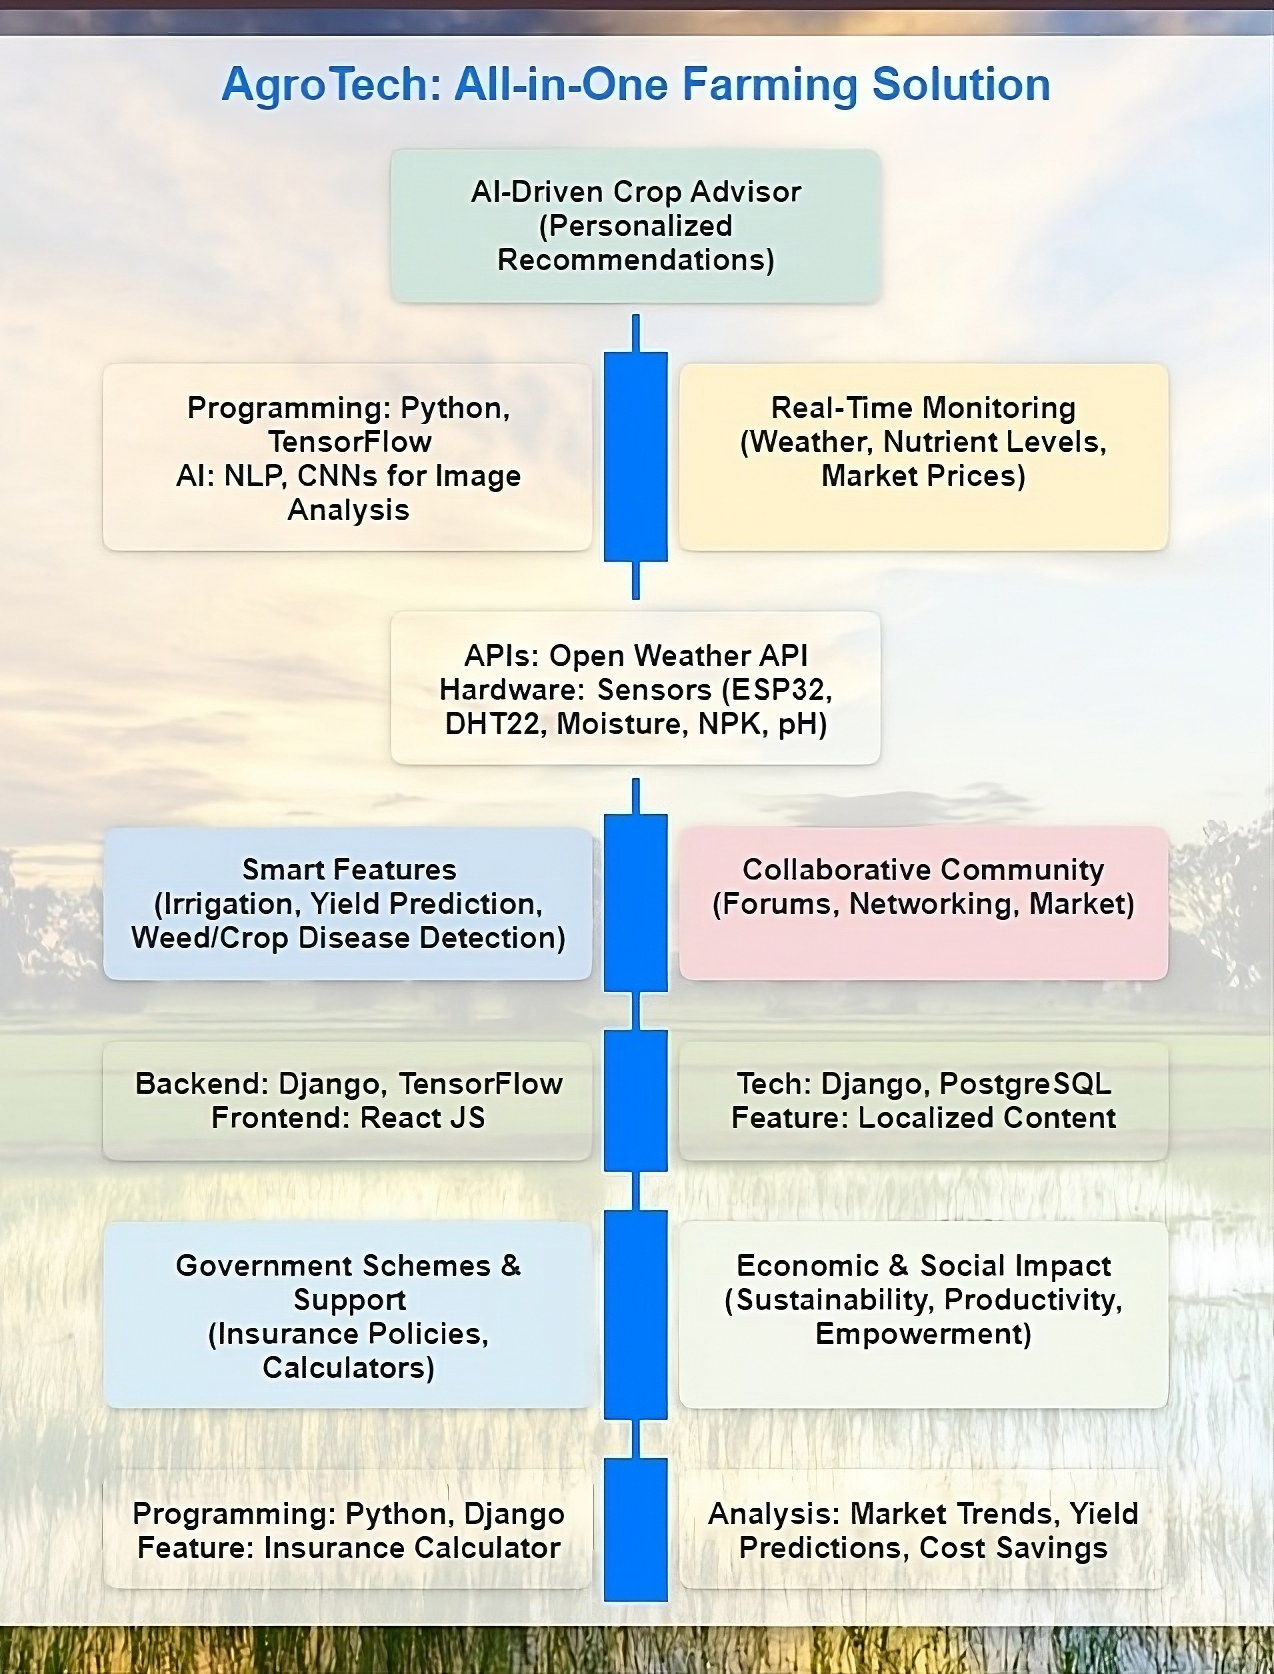 AgroTech: All-in-One Farming Solution
AI-Driven Crop Advisor
(Personalized
Recommendations)
Programming: Python,
TensorFlow
AI: NLP, CNNs for Image
Analysis
Real-Time Monitoring
(Weather, Nutrient Levels,
Market Prices)
APIs: Open Weather API
Hardware: Sensors (ESP32,
DHT22, Moisture, NPK, pH)
Smart Features
(Irrigation, Yield Prediction,
Weed/Crop Disease Detection)
Collaborative Community
(Forums, Networking, Market)
Backend: Django, TensorFlow
Frontend: React JS
Tech: Django, PostgreSQL
Feature: Localized Content
Government Schemes &
Support
(Insurance Policies,
Calculators)
Economic & Social Impact
(Sustainability, Productivity,
Empowerment)
Programming: Python, Django
Feature: Insurance Calculator
Analysis: Market Trends, Yield
Predictions, Cost Savings